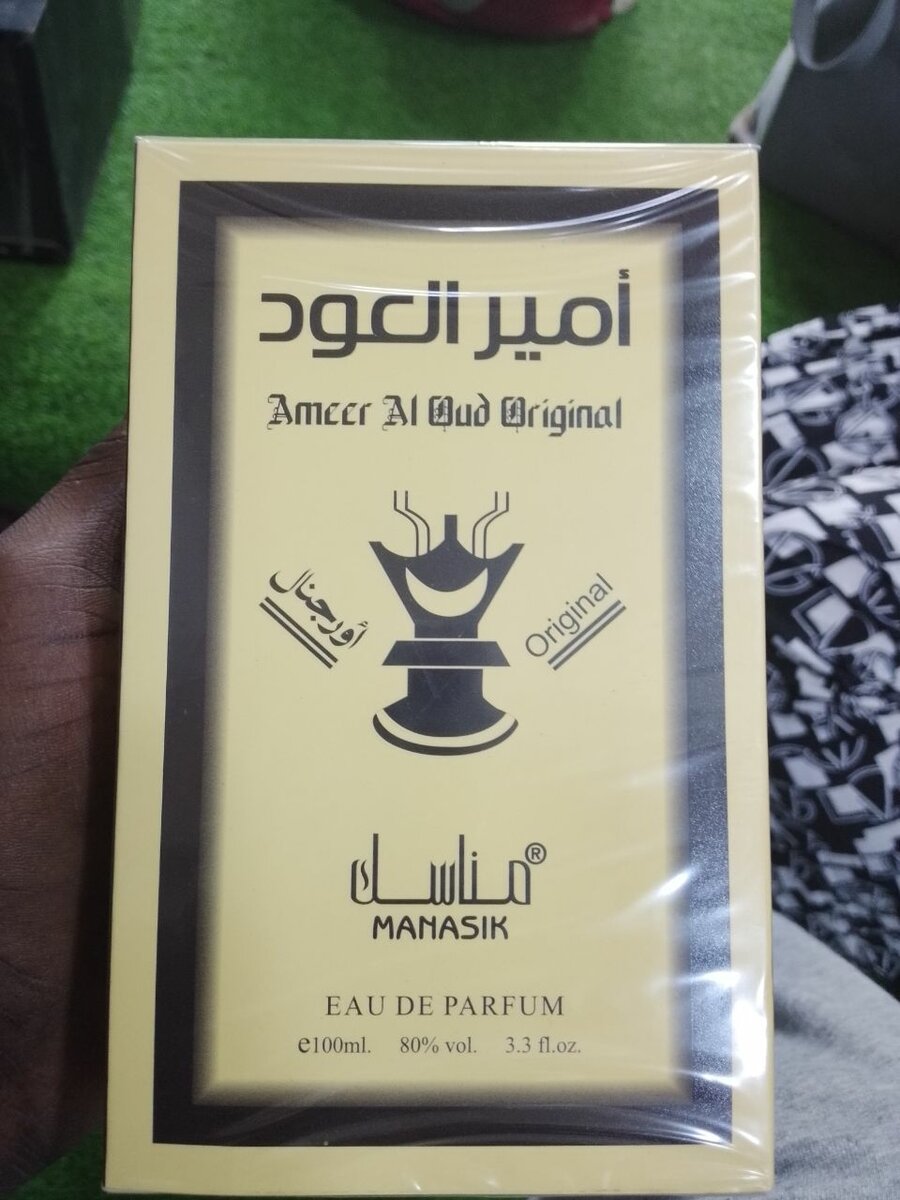 أمير العود
Ameer Al Oud Original
أورجنال
Original
مناسك®
MANASIK
EAU DE PARFUM
e100ml. 80% vol. 3.3 fl.oz.